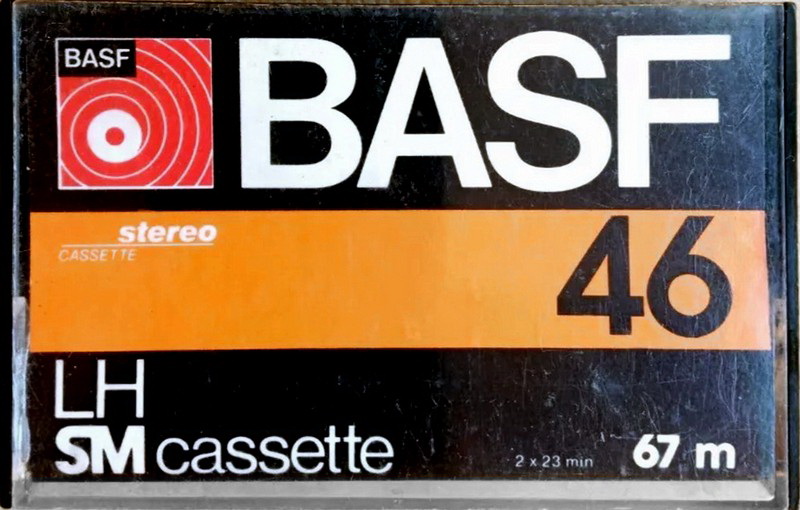 BASF
BASF
stereo
CASSETTE
46
LH
SM cassette
2 x 23 min
67 m